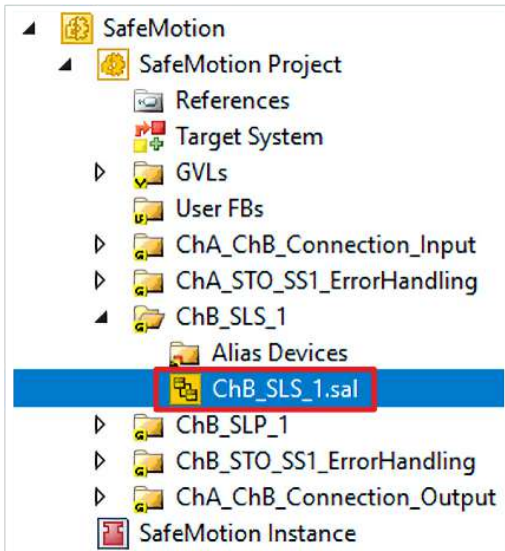 SafeMotion
SafeMotion Project
References
Target System
GVLs
User FBs
ChA_ChB_Connection_Input
ChA_STO_SS1_ErrorHandling
ChB_SLS_1
Alias Devices
ChB_SLS_1.sal
ChB_SLP_1
ChB_STO_SS1_ErrorHandling
ChA_ChB_Connection_Output
SafeMotion Instance